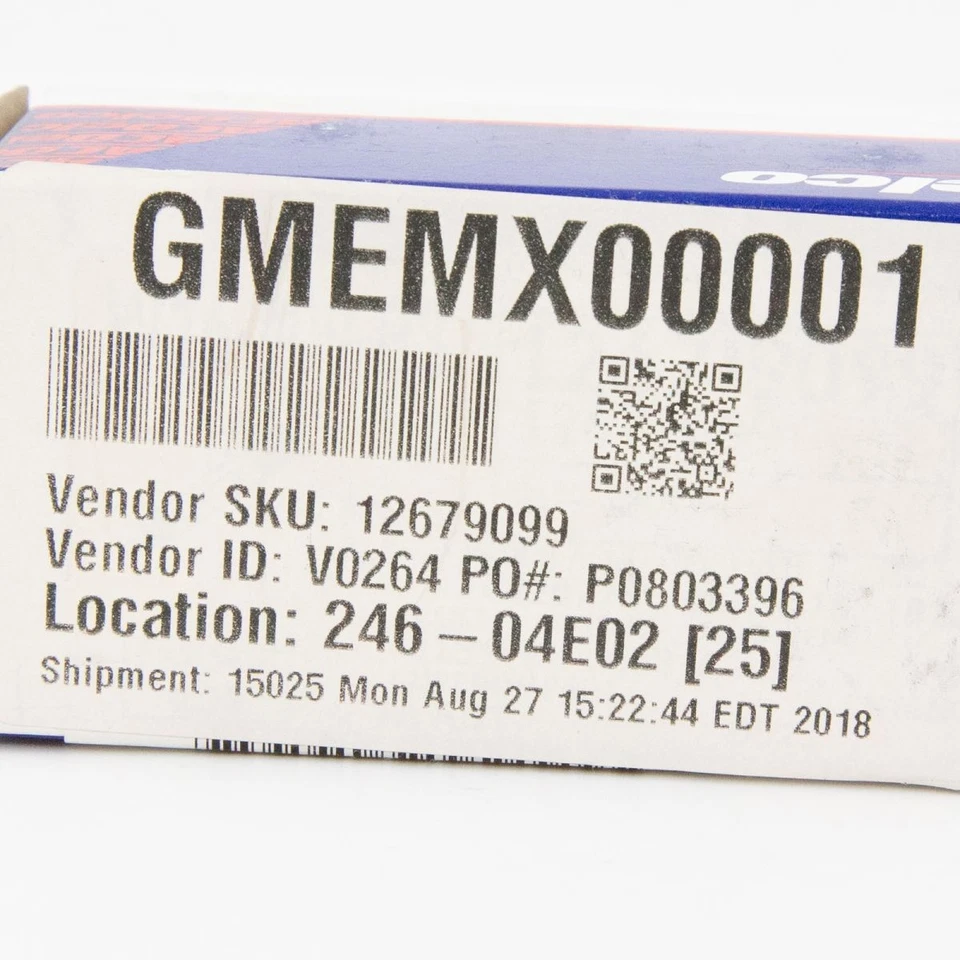 elco
GMEMX00001
Vendor SKU: 12679099
Vendor ID: V0264 PO#: P0803396
Location: 246 – 04E02 [25]
Shipment: 15025 Mon Aug 27 15:22:44 EDT 2018